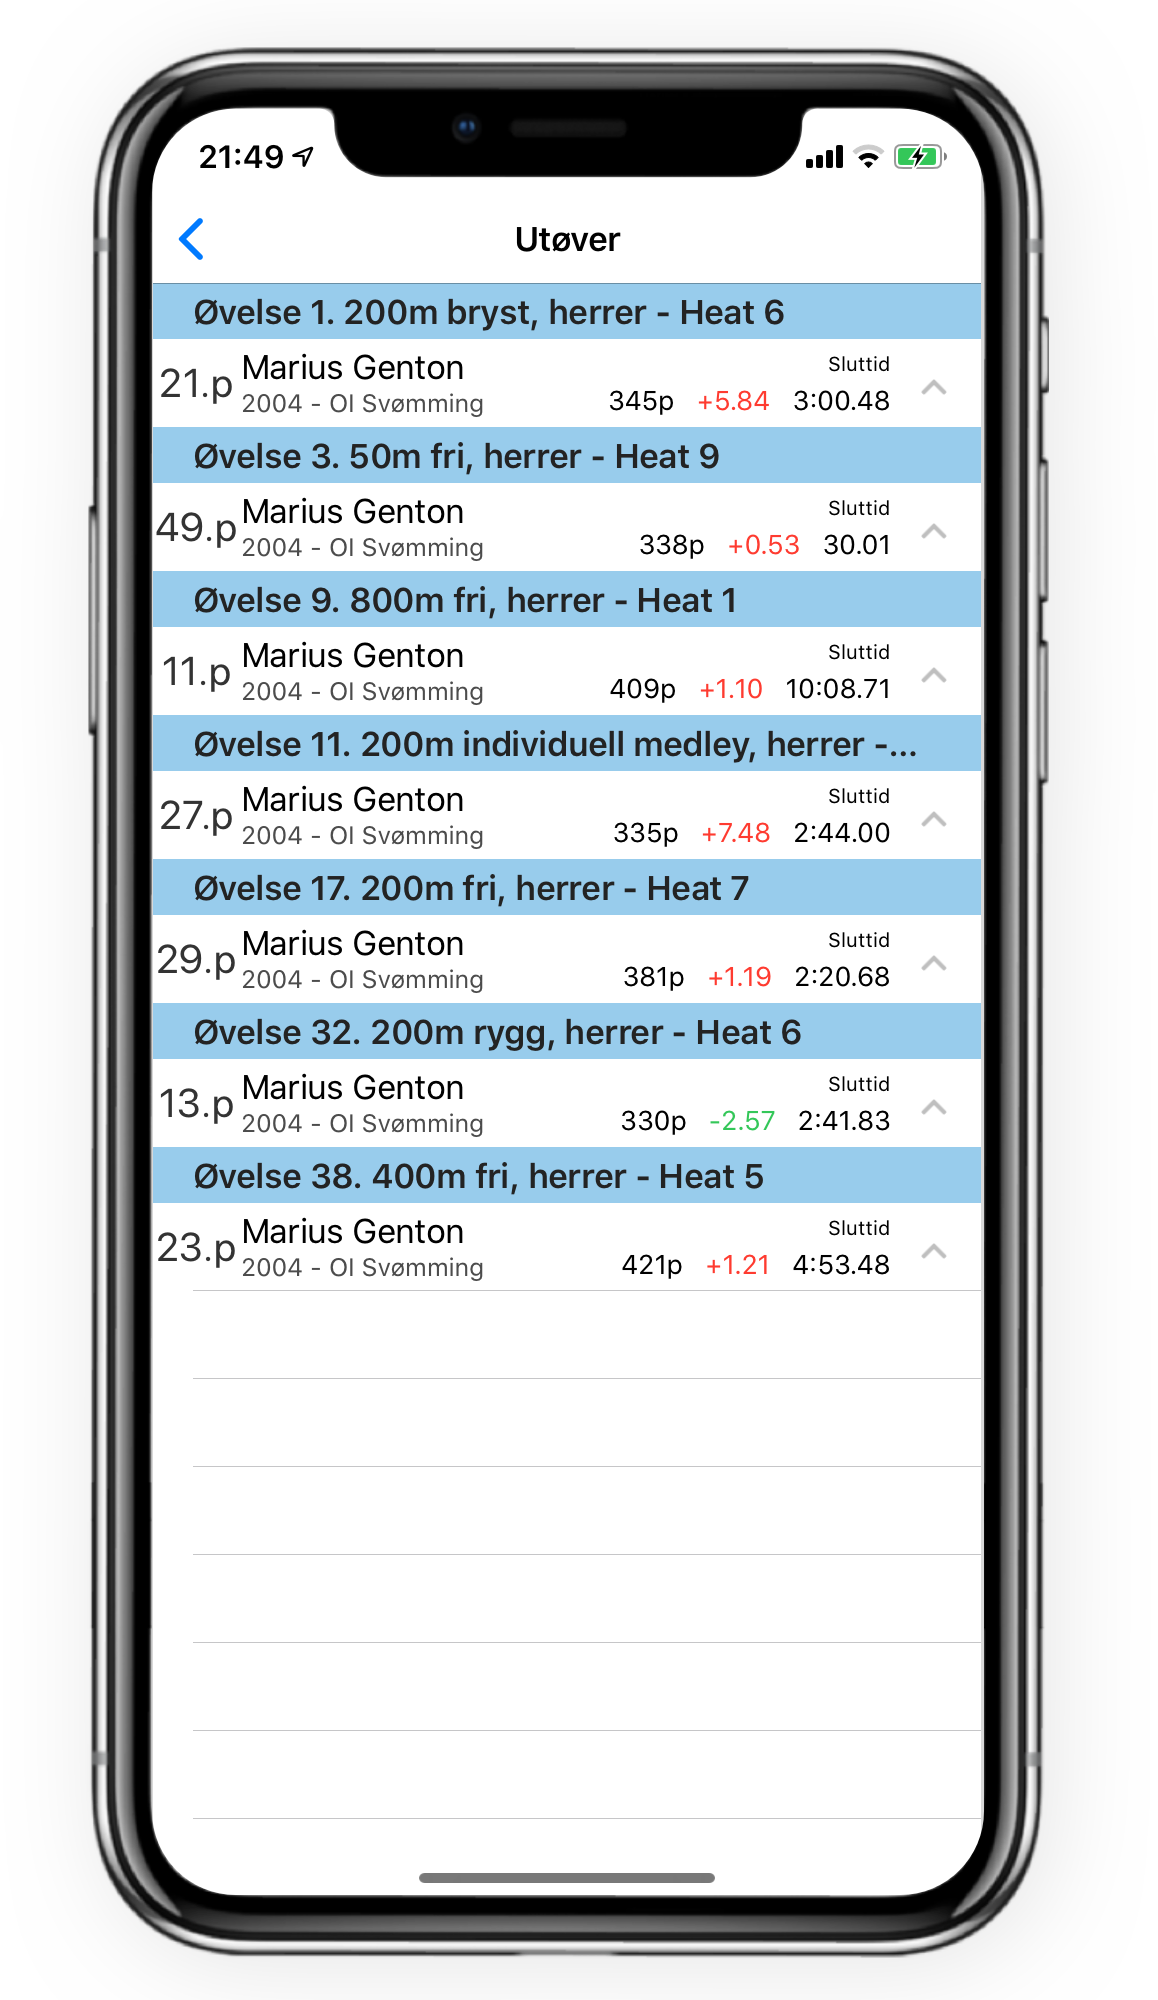 21:49
Utøver
Øvelse 1. 200m bryst, herrer - Heat 6
21.p Marius Genton Sluttid
2004 - OI Svømming 345p +5.84 3:00.48
Øvelse 3. 50m fri, herrer - Heat 9
49.p Marius Genton Sluttid
2004 - OI Svømming 338p +0.53 30.01
Øvelse 9. 800m fri, herrer - Heat 1
11.p Marius Genton Sluttid
2004 - OI Svømming 409p +1.10 10:08.71
Øvelse 11. 200m individuell medley, herrer -...
27.p Marius Genton Sluttid
2004 - OI Svømming 335p +7.48 2:44.00
Øvelse 17. 200m fri, herrer - Heat 7
29.p Marius Genton Sluttid
2004 - OI Svømming 381p +1.19 2:20.68
Øvelse 32. 200m rygg, herrer - Heat 6
13.p Marius Genton Sluttid
2004 - OI Svømming 330p -2.57 2:41.83
Øvelse 38. 400m fri, herrer - Heat 5
23.p Marius Genton Sluttid
2004 - OI Svømming 421p +1.21 4:53.48